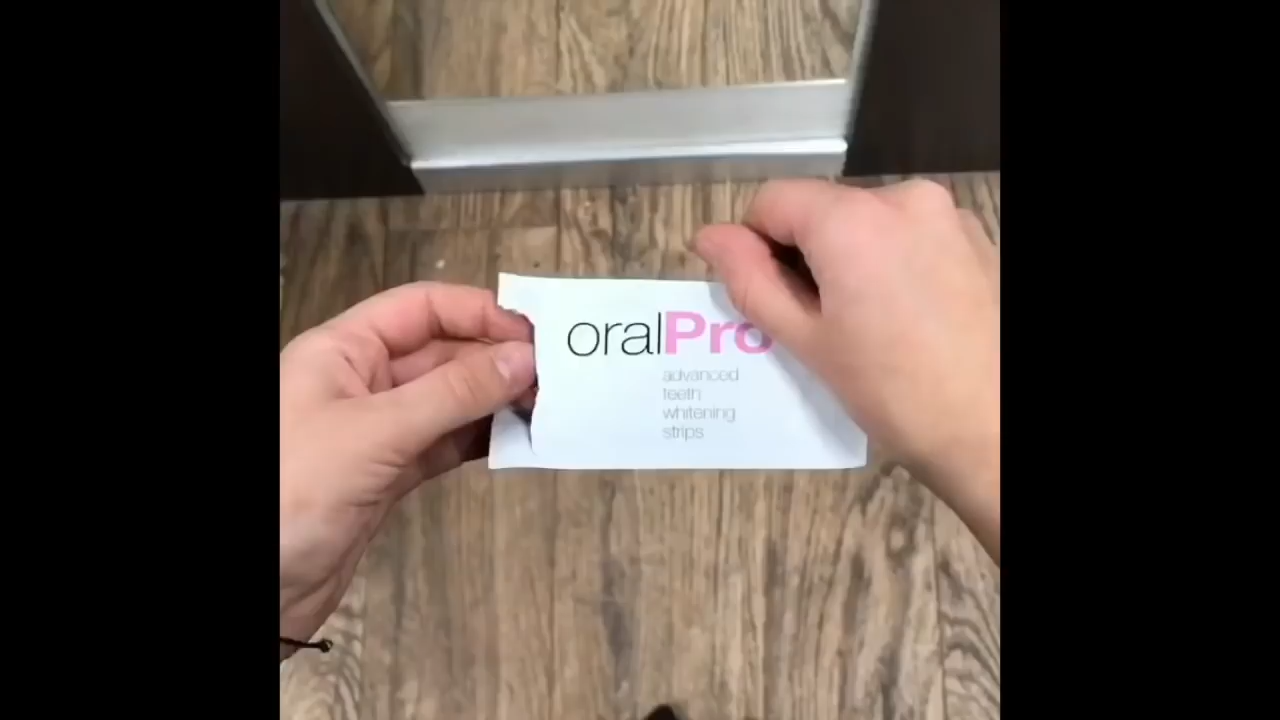 oralPro
advanced
teeth
whitening
strips